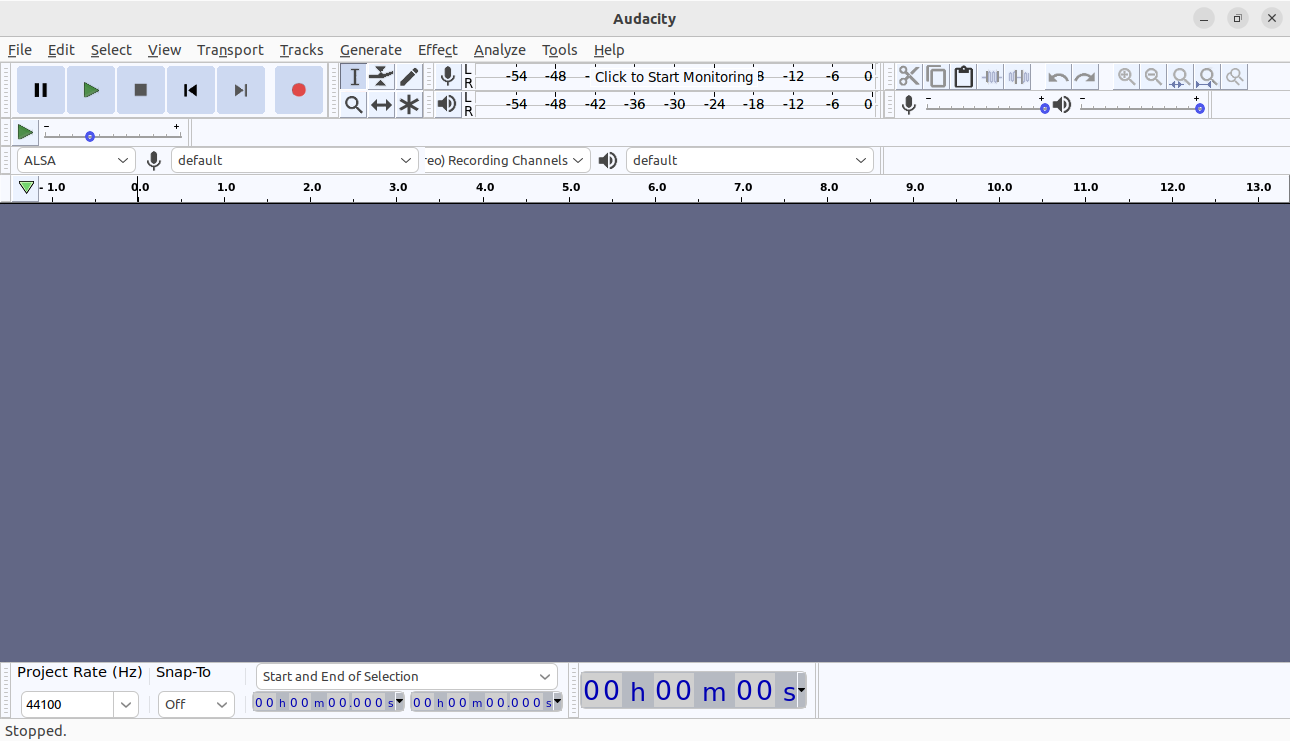 Audacity
File Edit Select View Transport Tracks Generate Effect Analyze Tools Help
L
R
-54 -48 - Click to Start Monitoring -12 -6 0
L
R
-54 -48 -42 -36 -30 -24 -18 -12 -6 0
- +
- +
- +
ALSA default Recording Channels default
- 1.0 0.0 1.0 2.0 3.0 4.0 5.0 6.0 7.0 8.0 9.0 10.0 11.0 12.0 13.0
Project Rate (Hz) Snap-To Start and End of Selection
44100 Off 00 h 00 m 00.000 s 00 h 00 m 00.000 s
00 h 00 m 00 s
Stopped.